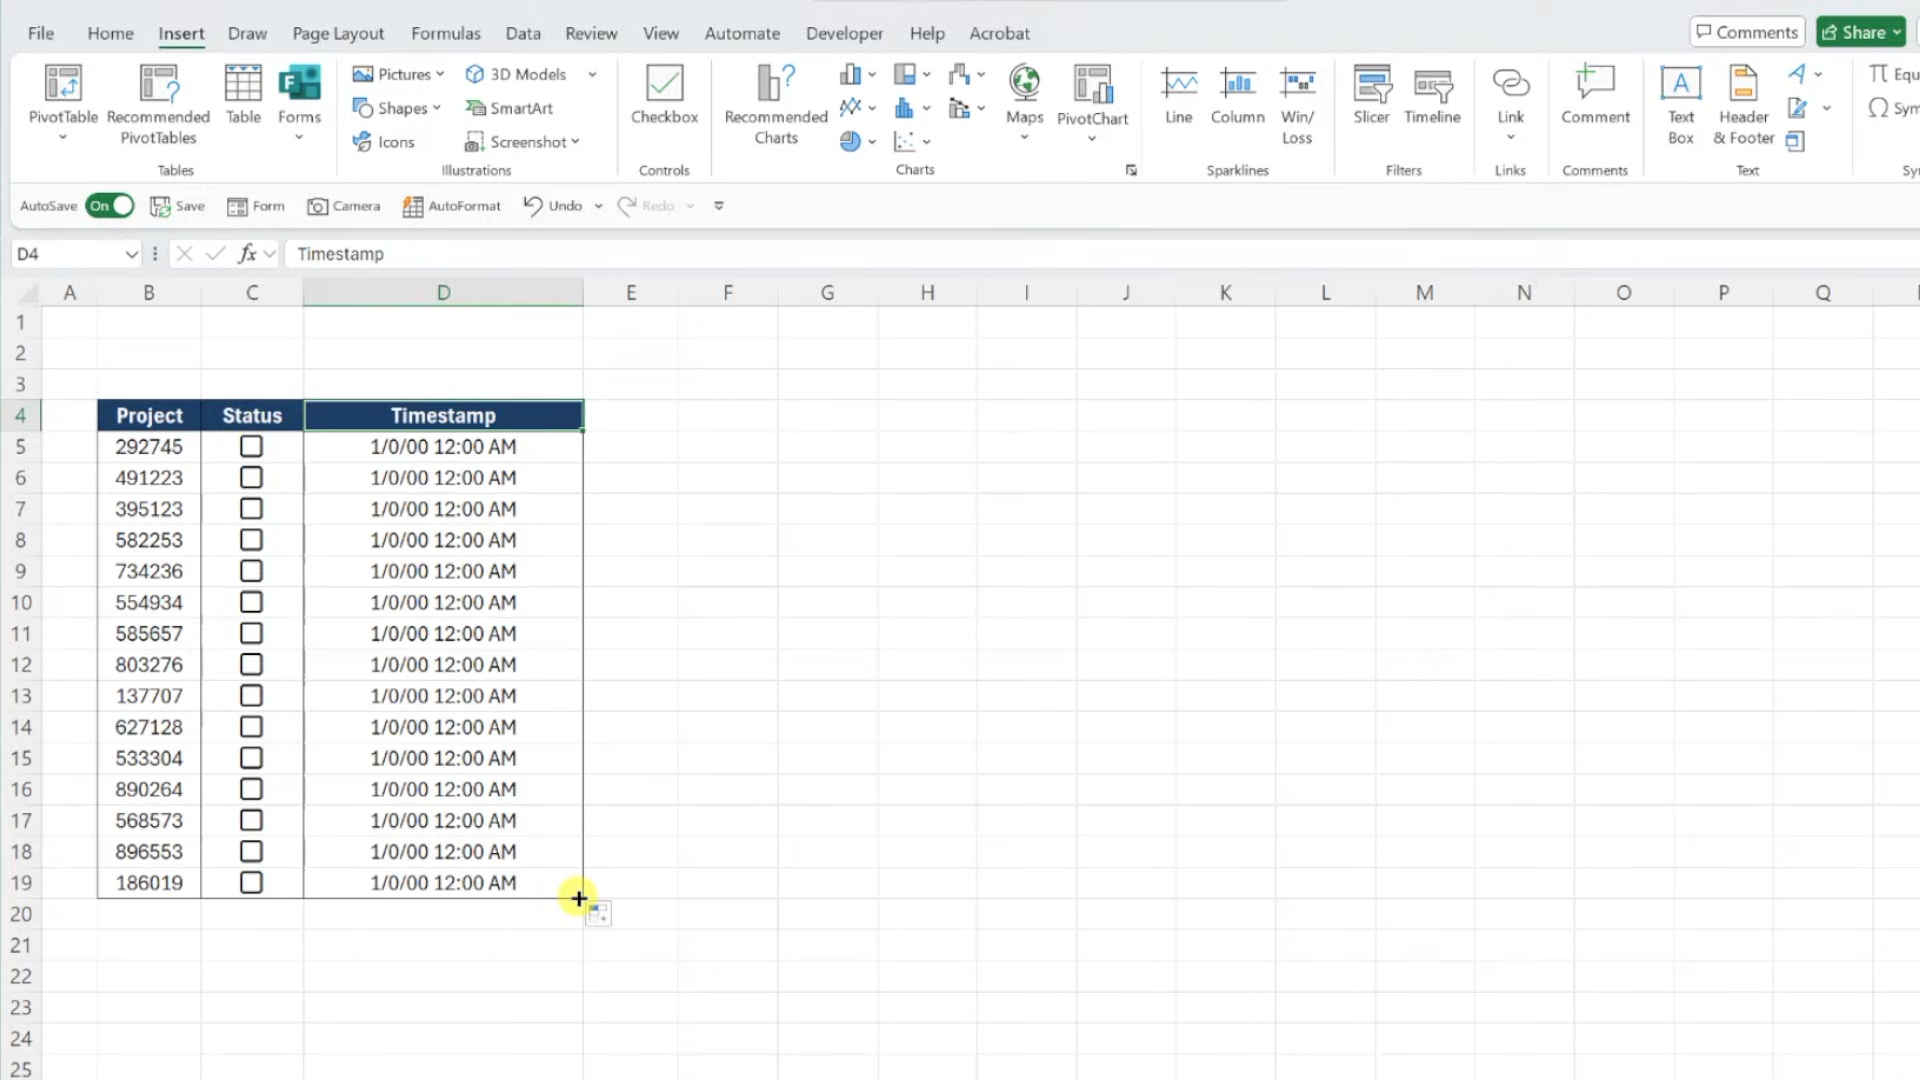 File Home Insert Draw Page Layout Formulas Data Review View Automate Developer Help Acrobat Comments Share
PivotTable Recommended PivotTables Table Forms
Tables
Pictures 3D Models
Shapes SmartArt
Icons Screenshot
Illustrations
Checkbox
Controls
Recommended Charts Maps PivotChart
Charts
Line Column Win/ Loss
Sparklines
Slicer Timeline
Filters
Link
Links
Comment
Comments
Text Box Header & Footer
Text
Equ
Sym
Sy
AutoSave On Save Form Camera AutoFormat Undo Redo
D4 fx Timestamp
A B C D E F G H I J K L M N O P Q
1
2
3
4 Project Status Timestamp
5 292745 1/0/00 12:00 AM
6 491223 1/0/00 12:00 AM
7 395123 1/0/00 12:00 AM
8 582253 1/0/00 12:00 AM
9 734236 1/0/00 12:00 AM
10 554934 1/0/00 12:00 AM
11 585657 1/0/00 12:00 AM
12 803276 1/0/00 12:00 AM
13 137707 1/0/00 12:00 AM
14 627128 1/0/00 12:00 AM
15 533304 1/0/00 12:00 AM
16 890264 1/0/00 12:00 AM
17 568573 1/0/00 12:00 AM
18 896553 1/0/00 12:00 AM
19 186019 1/0/00 12:00 AM
20
21
22
23
24
25